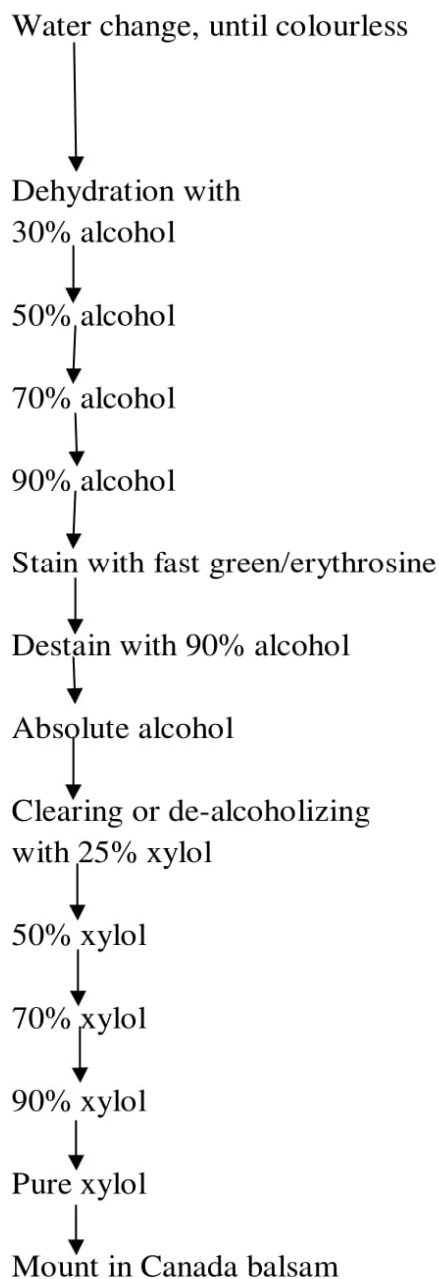 Water change, until colourless
Dehydration with
30% alcohol
50% alcohol
70% alcohol
90% alcohol
Stain with fast green/erythrosine
Destain with 90% alcohol
Absolute alcohol
Clearing or de-alcoholizing
with 25% xylol
50% xylol
70% xylol
90% xylol
Pure xylol
Mount in Canada balsam